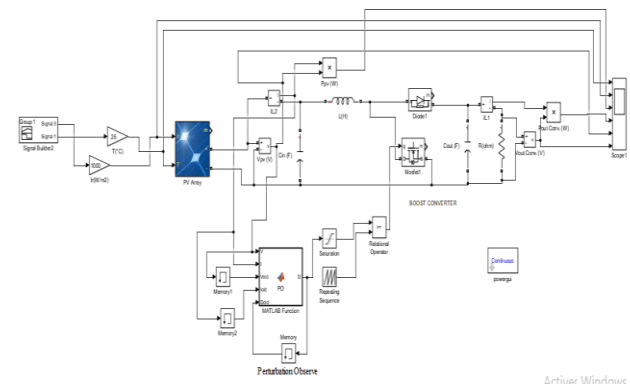 Group 1
Signal 3
Signal 1
Signal Builder2
25
T(°C)
1000
Ir(W/m2)
PV Array
IL2
Vpv (V)
Cin (F)
×
Ppv (W)
L(H)
Diode1
Mosfet1
Cout (F)
IL1
R(ohm)
×
Pout Conv. (W)
Vout Conv. (V)
Scope1
BOOST CONVERTER
Relational
Operator
Saturation
Repeating
Sequence
V
I
Vold
Iold
Dold
PO
D
MATLAB Function
Memory1
Memory2
Memory
Continuous
powergui
Perturbation Observe
Activer Windows